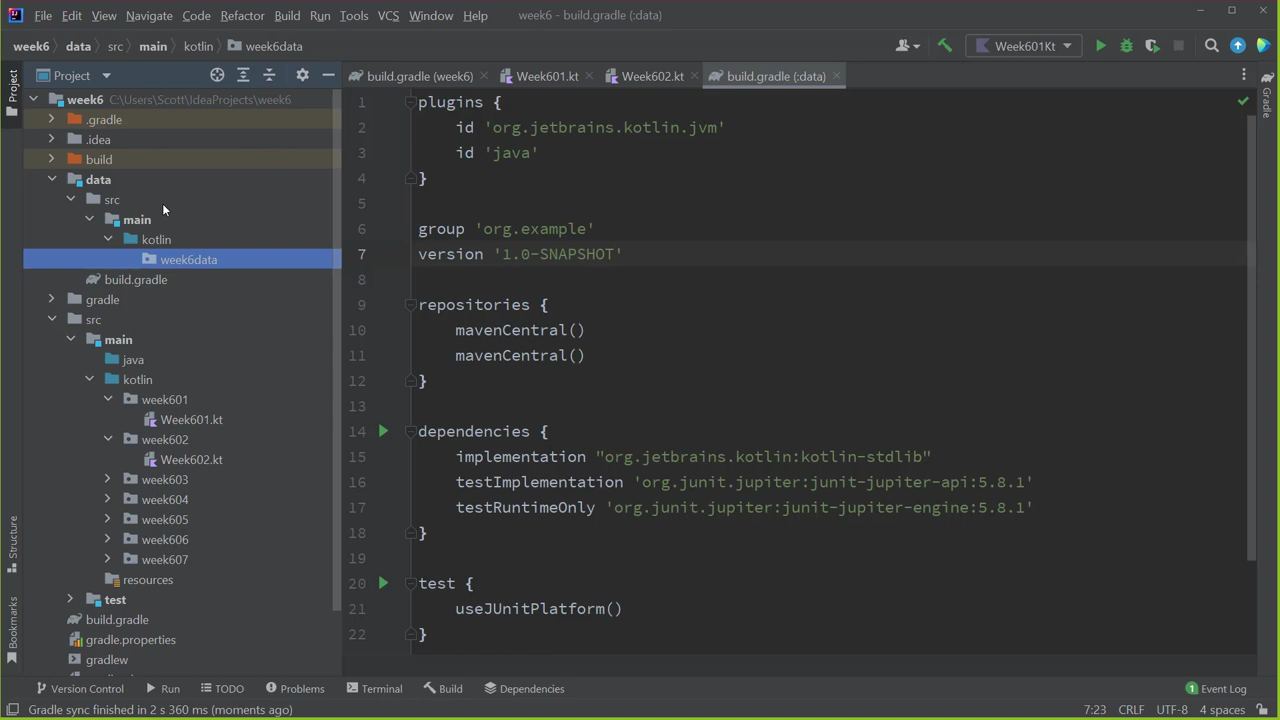 File Edit View Navigate Code Refactor Build Run Tools VCS Window Help week6 - build.gradle (:data)
week6 data src main kotlin week6data Week601Kt
Project build.gradle (week6) Week601.kt Week602.kt build.gradle (:data)
Project
Structure
Bookmarks
week6 C:\Users\Scott\IdeaProjects\week6
.gradle
.idea
build
data
src
main
kotlin
week6data
build.gradle
gradle
src
main
java
kotlin
week601
Week601.kt
week602
Week602.kt
week603
week604
week605
week606
week607
resources
test
build.gradle
gradle.properties
gradlew
1 plugins {
2 id 'org.jetbrains.kotlin.jvm'
3 id 'java'
4 }
5
6 group 'org.example'
7 version '1.0-SNAPSHOT'
8
9 repositories {
10 mavenCentral()
11 mavenCentral()
12 }
13
14 dependencies {
15 implementation "org.jetbrains.kotlin:kotlin-stdlib"
16 testImplementation 'org.junit.jupiter:junit-jupiter-api:5.8.1'
17 testRuntimeOnly 'org.junit.jupiter:junit-jupiter-engine:5.8.1'
18 }
19
20 test {
21 useJUnitPlatform()
22 }
Gradle
Version Control Run TODO Problems Terminal Build Dependencies 1 Event Log
Gradle sync finished in 2 s 360 ms (moments ago) 7:23 CRLF UTF-8 4 spaces